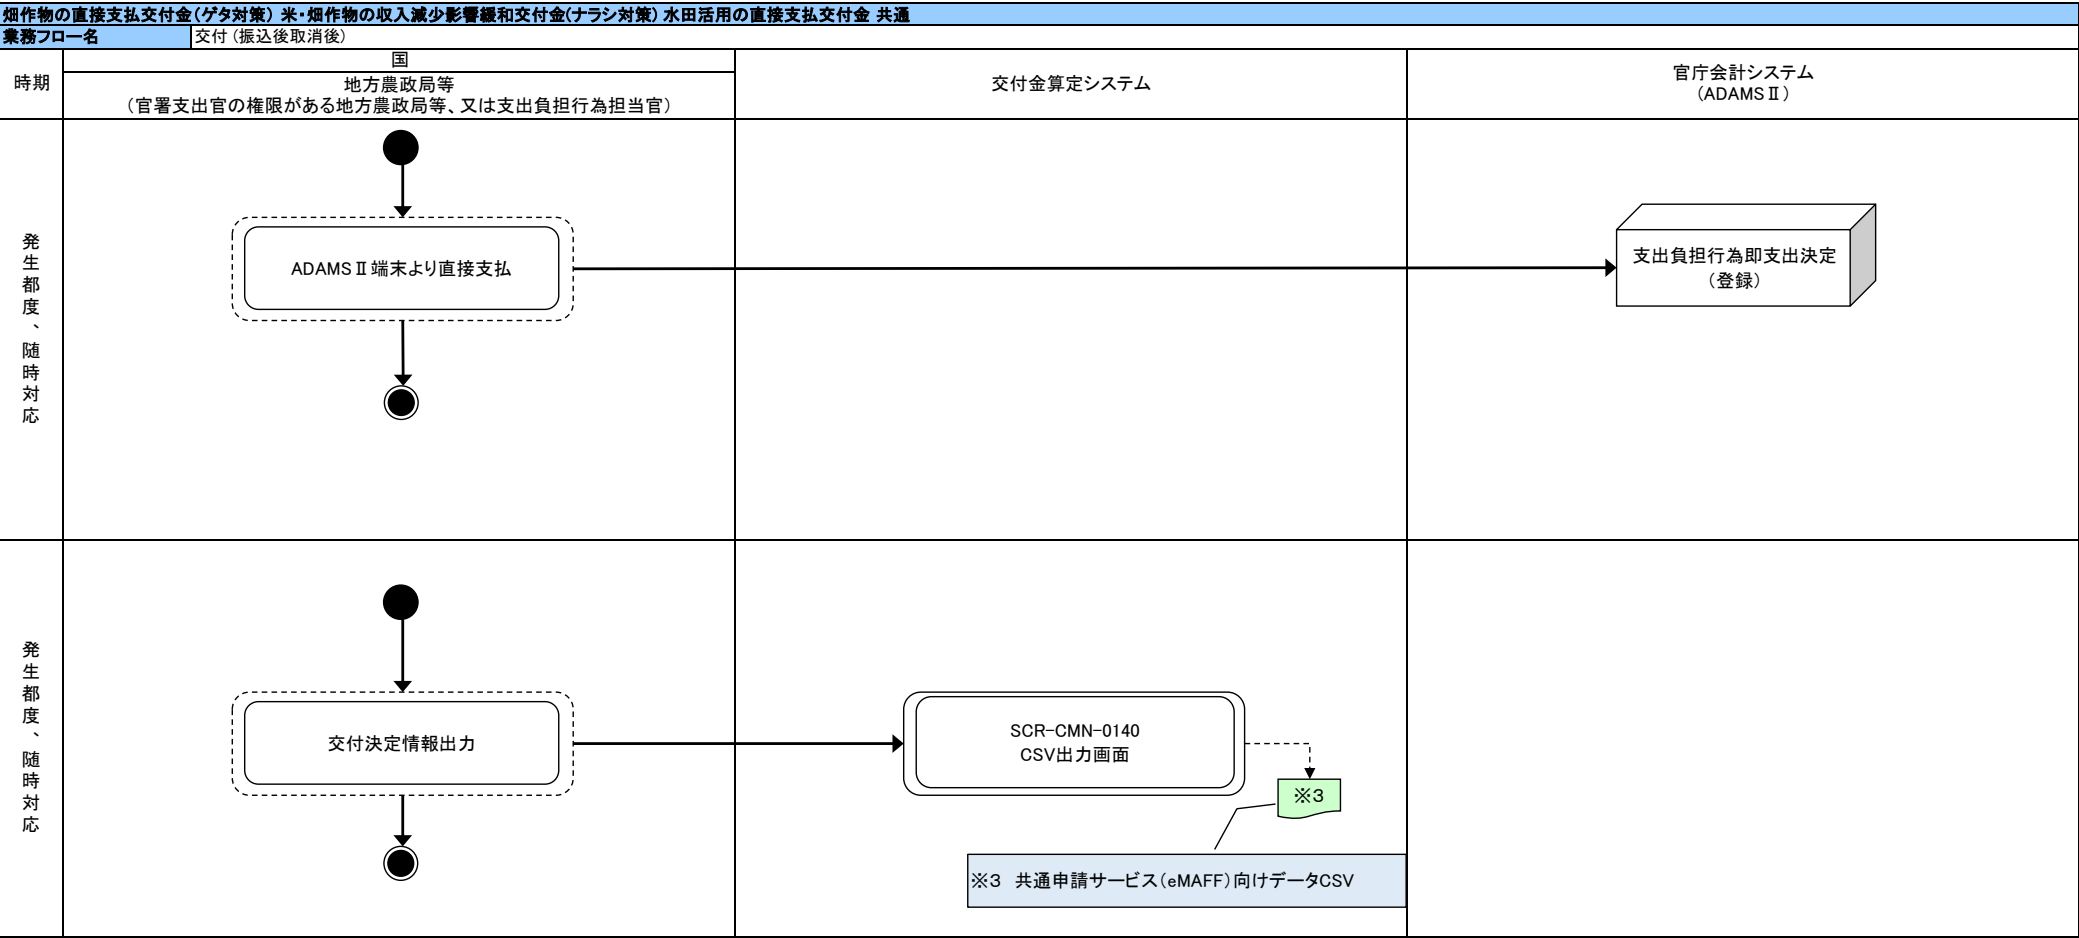 畑作物の直接支払交付金(ゲタ対策) 米・畑作物の収入減少影響緩和交付金(ナラシ対策) 水田活用の直接支払交付金 共通
業務フロー名
交付 (振込後取消後)
時期
国
地方農政局等
(官署支出官の権限がある地方農政局等、又は支出負担行為担当官)
交付金算定システム
官庁会計システム
(ADAMSⅡ)
発生都度、随時対応
ADAMSⅡ端末より直接支払
支出負担行為即支出決定
(登録)
発生都度、随時対応
交付決定情報出力
SCR-CMN-0140
CSV出力画面
※3
※3 共通申請サービス(eMAFF)向けデータCSV